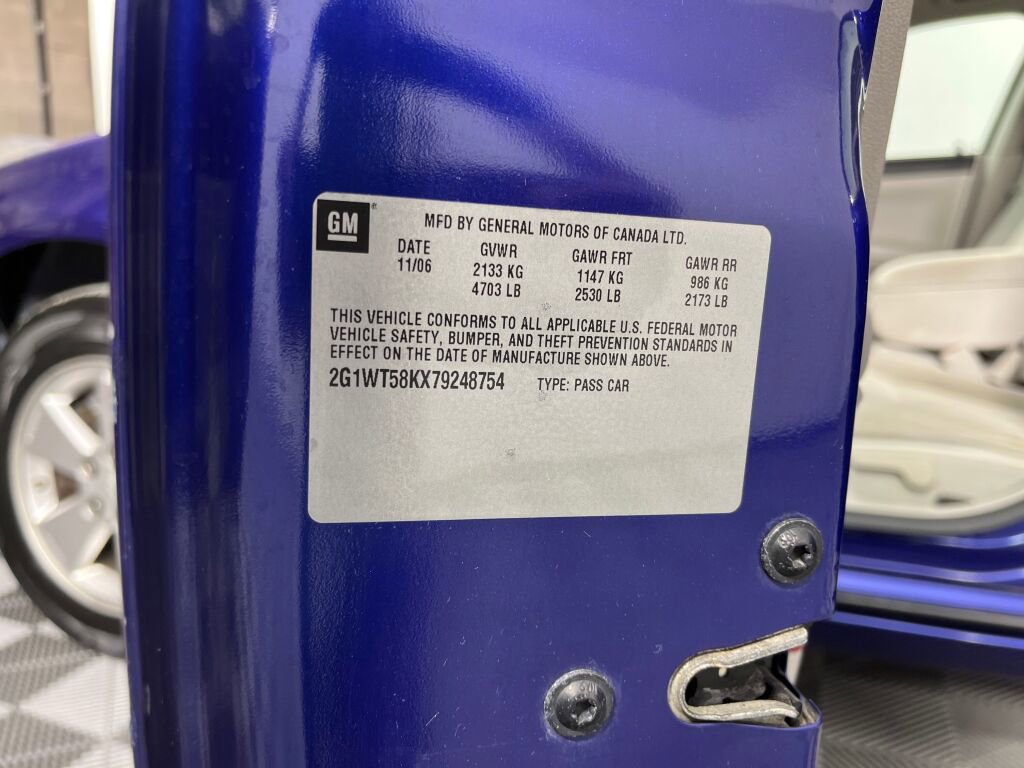 GM
MFD BY GENERAL MOTORS OF CANADA LTD.
DATE GVWR GAWR FRT GAWR RR
11/06 2133 KG 1147 KG 986 KG
4703 LB 2530 LB 2173 LB
THIS VEHICLE CONFORMS TO ALL APPLICABLE U.S. FEDERAL MOTOR
VEHICLE SAFETY, BUMPER, AND THEFT PREVENTION STANDARDS IN
EFFECT ON THE DATE OF MANUFACTURE SHOWN ABOVE.
2G1WT58KX79248754 TYPE: PASS CAR